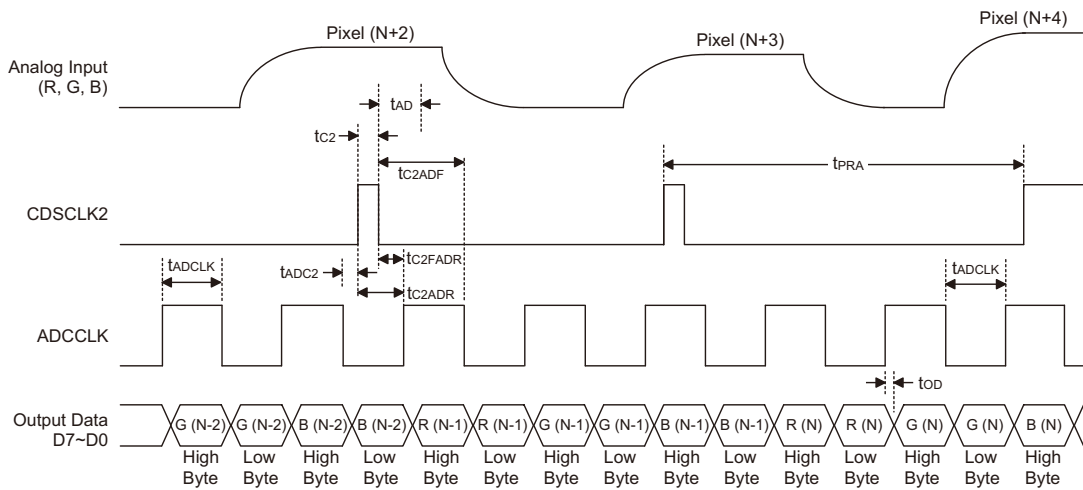 Pixel (N+2)
Pixel (N+3)
Pixel (N+4)
Analog Input
(R, G, B)
tAD
tC2
tC2ADF
tPRA
CDSCLK2
tADCLK
tADC2
tC2FADR
tC2ADR
tADCLK
ADCCLK
tOD
Output Data
D7~D0
G (N-2) G (N-2) B (N-2) B (N-2) R (N-1) R (N-1) G (N-1) G (N-1) B (N-1) B (N-1) R (N) R (N) G (N) G (N) B (N)
High Low High Low High Low High Low High Low High Low High Low High
Byte Byte Byte Byte Byte Byte Byte Byte Byte Byte Byte Byte Byte Byte Byte